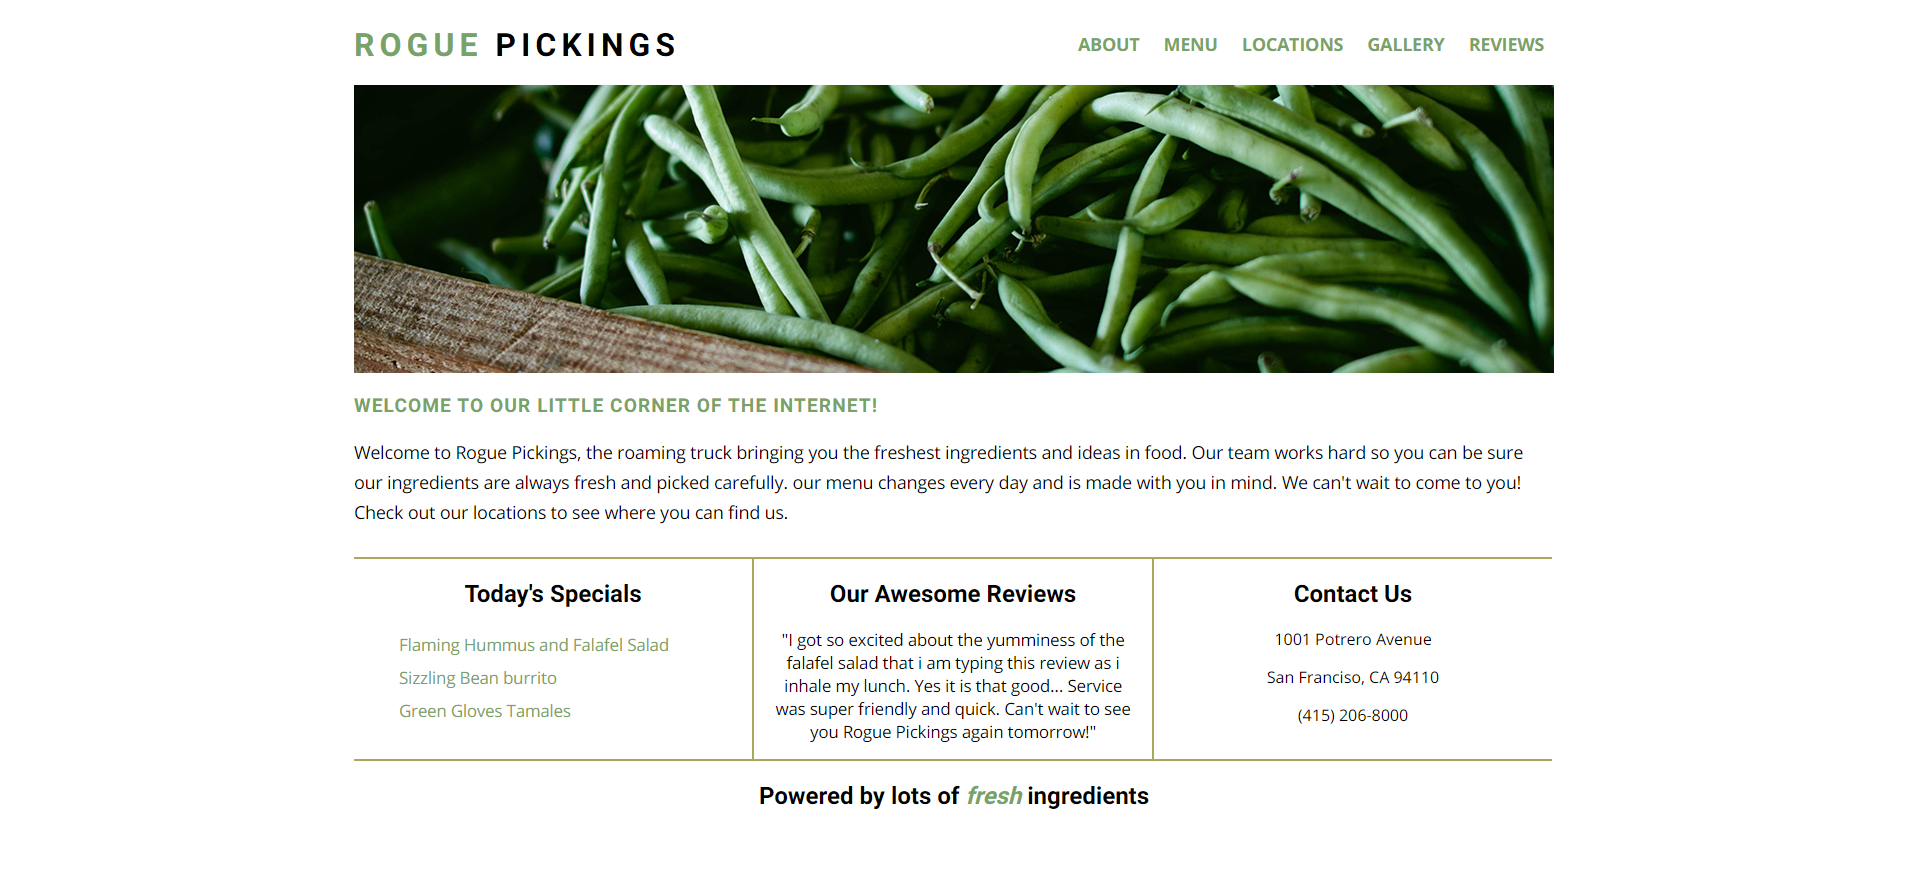 ROGUE PICKINGS
ABOUT MENU LOCATIONS GALLERY REVIEWS
WELCOME TO OUR LITTLE CORNER OF THE INTERNET!
Welcome to Rogue Pickings, the roaming truck bringing you the freshest ingredients and ideas in food. Our team works hard so you can be sure
our ingredients are always fresh and picked carefully. our menu changes every day and is made with you in mind. We can't wait to come to you!
Check out our locations to see where you can find us.
Today's Specials
Flaming Hummus and Falafel Salad
Sizzling Bean burrito
Green Gloves Tamales
Our Awesome Reviews
"I got so excited about the yumminess of the
falafel salad that i am typing this review as i
inhale my lunch. Yes it is that good... Service
was super friendly and quick. Can't wait to see
you Rogue Pickings again tomorrow!"
Contact Us
1001 Potrero Avenue
San Franciso, CA 94110
(415) 206-8000
Powered by lots of fresh ingredients